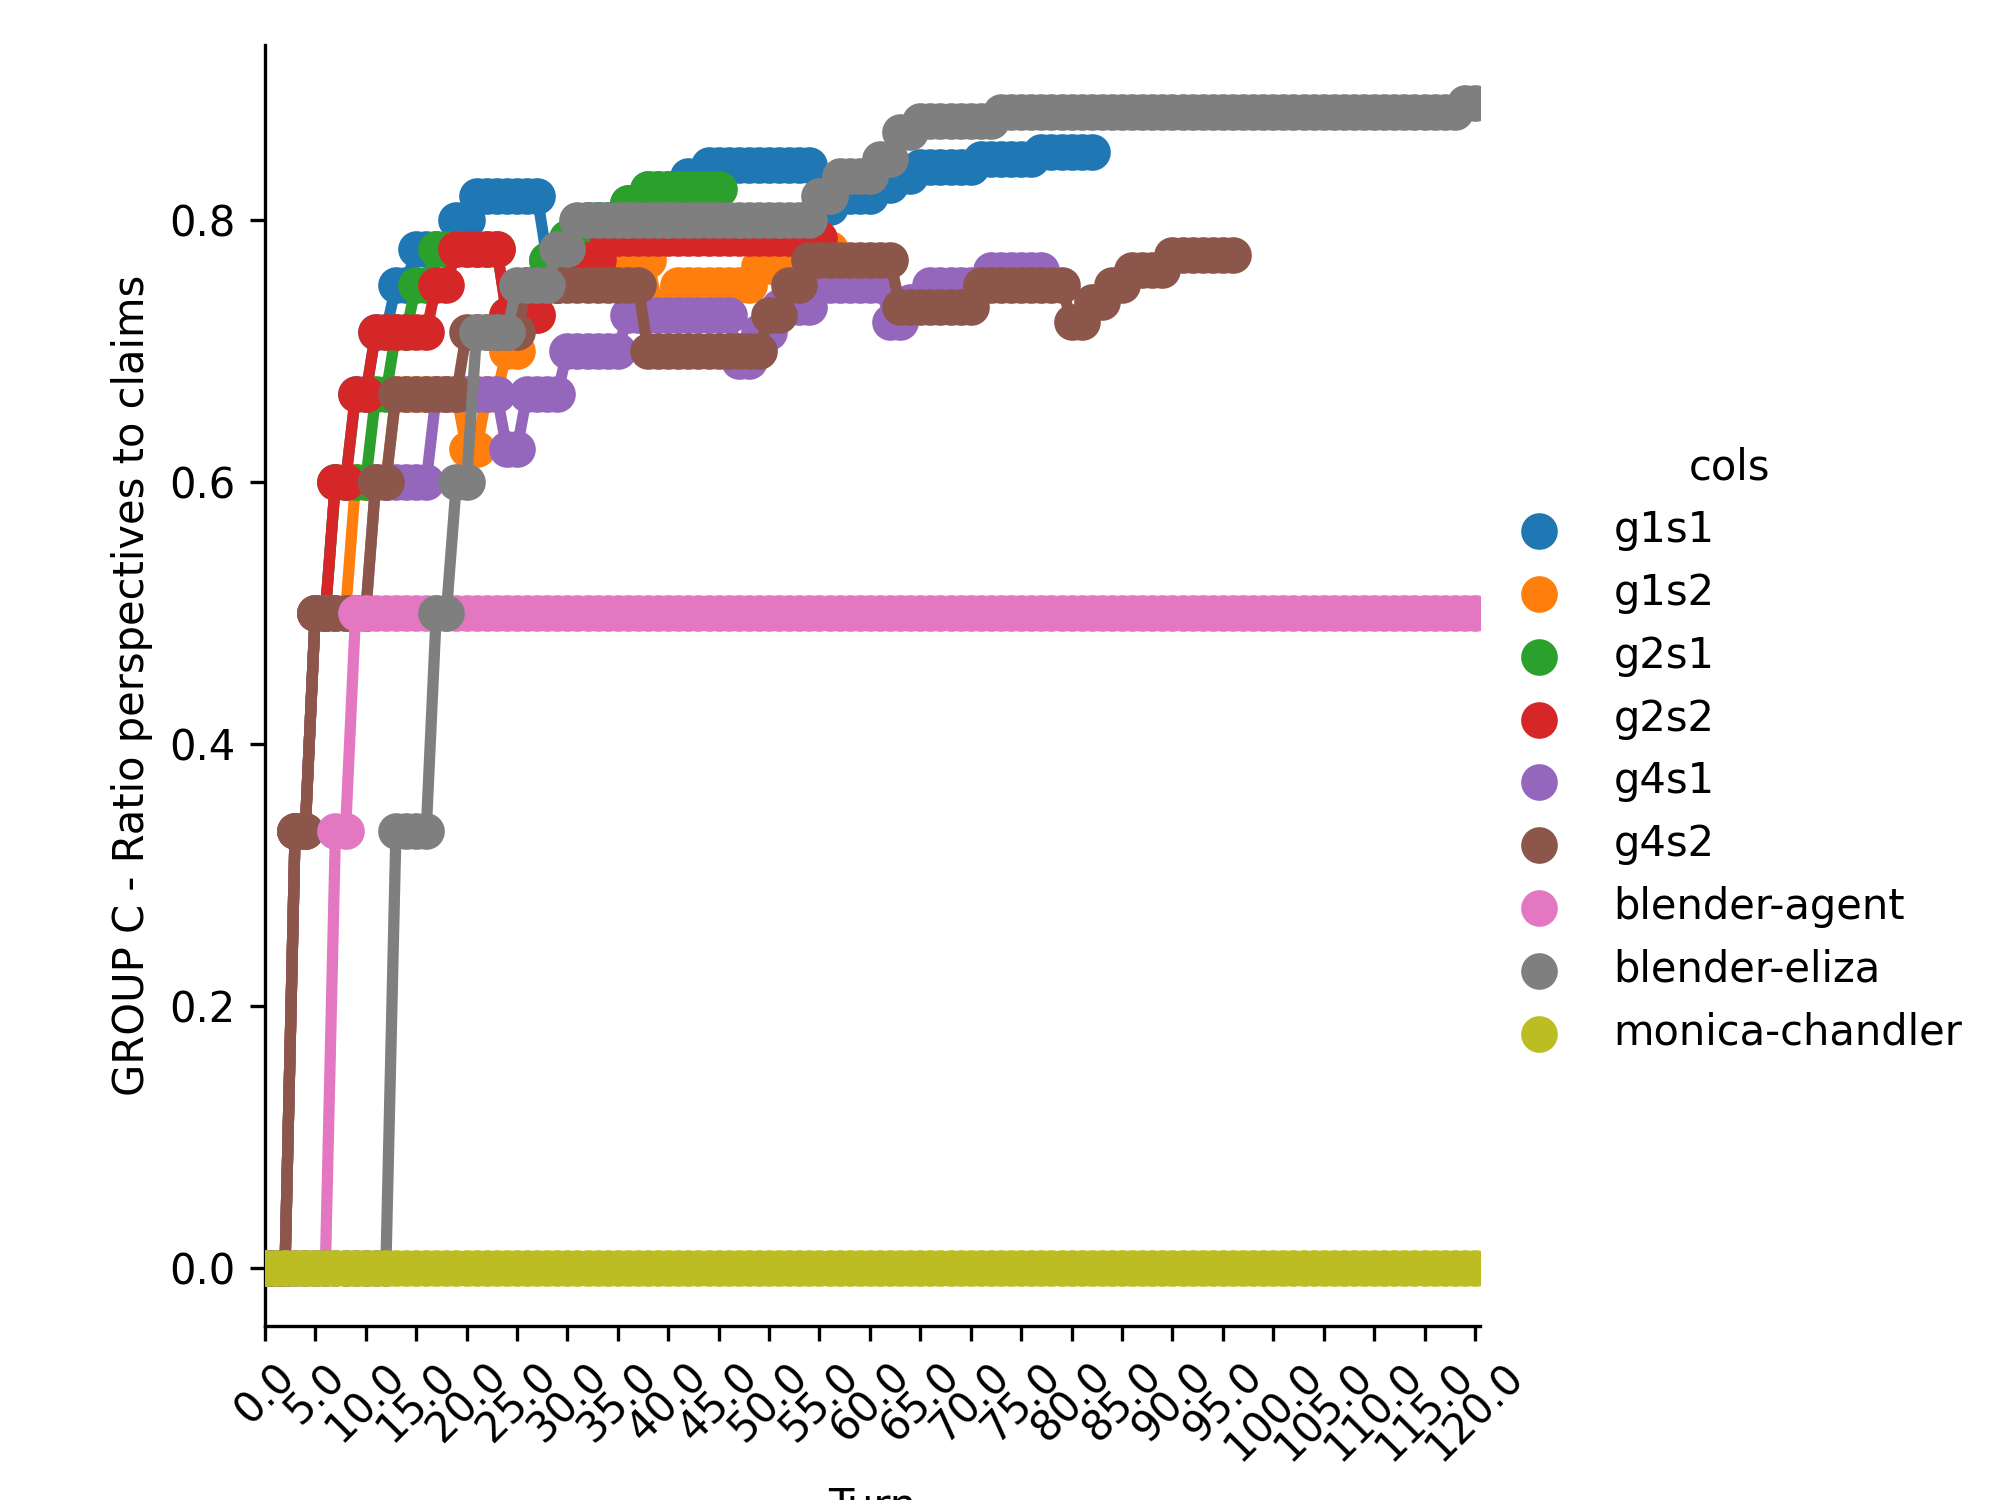 GROUP C - Ratio perspectives to claims
0.8
0.6
0.4
0.2
0.0
0.0
5.0
10.0
15.0
20.0
25.0
30.0
35.0
40.0
45.0
50.0
55.0
60.0
65.0
70.0
75.0
80.0
85.0
90.0
95.0
100.0
105.0
110.0
115.0
120.0
Turn
cols
g1s1
g1s2
g2s1
g2s2
g4s1
g4s2
blender-agent
blender-eliza
monica-chandler